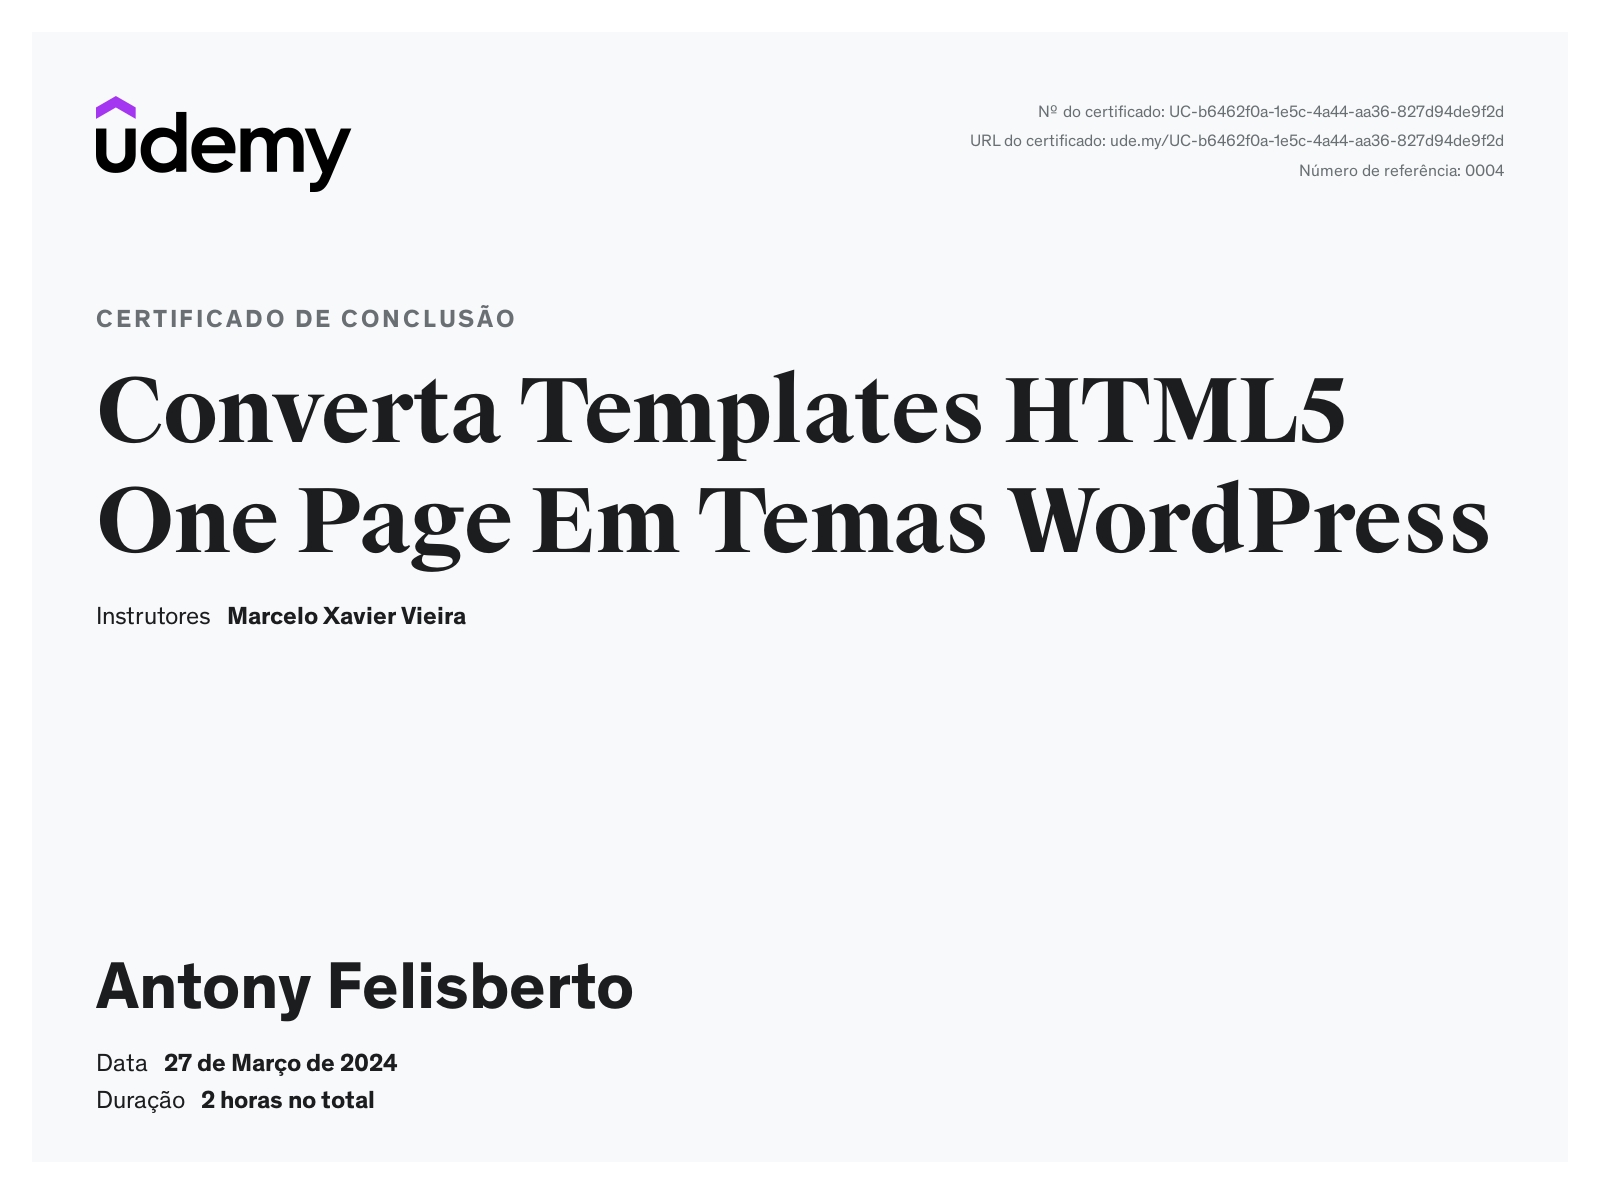 udemy
Nº do certificado: UC-b6462f0a-1e5c-4a44-aa36-827d94de9f2d
URL do certificado: ude.my/UC-b6462f0a-1e5c-4a44-aa36-827d94de9f2d
Número de referência: 0004
CERTIFICADO DE CONCLUSÃO
Converta Templates HTML5
One Page Em Temas WordPress
Instrutores Marcelo Xavier Vieira
Antony Felisberto
Data 27 de Março de 2024
Duração 2 horas no total